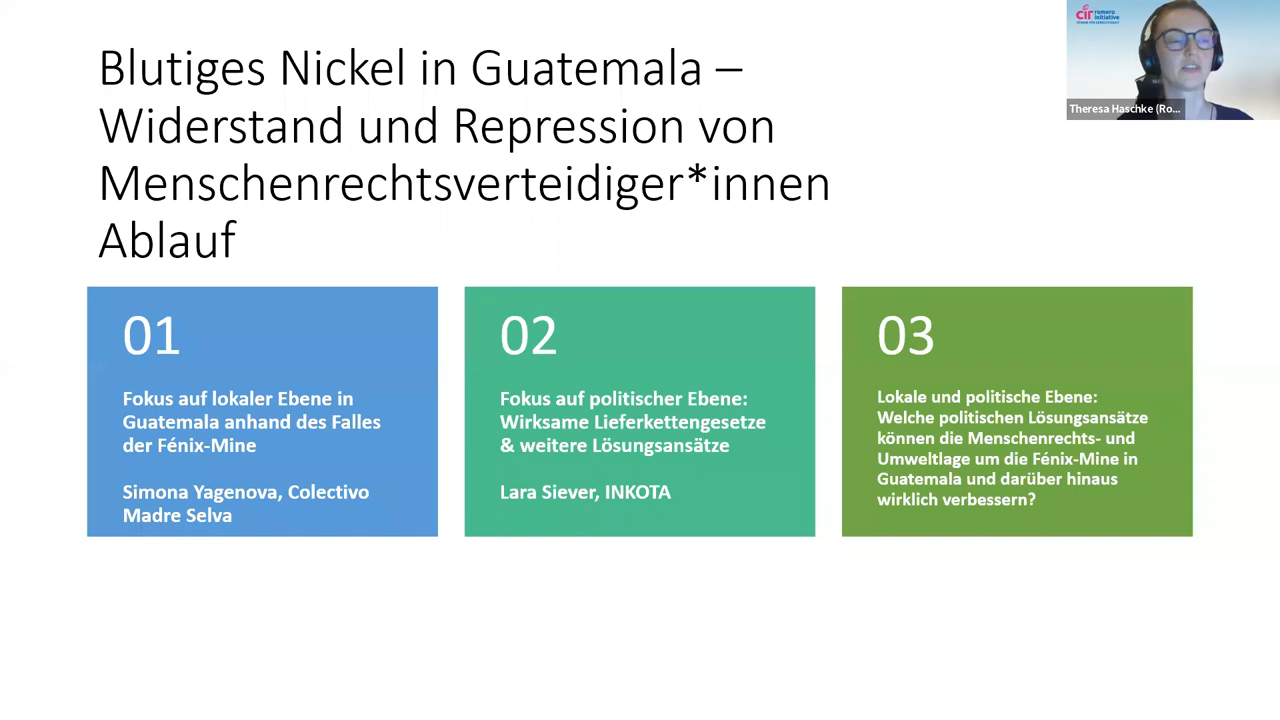 Blutiges Nickel in Guatemala –
Widerstand und Repression von
Menschenrechtsverteidiger*innen
Ablauf
cir romero
initiative
Theresa Haschke (Ro...
01
Fokus auf lokaler Ebene in
Guatemala anhand des Falles
der Fénix-Mine
Simona Yagenova, Colectivo
Madre Selva
02
Fokus auf politischer Ebene:
Wirksame Lieferkettengesetze
& weitere Lösungsansätze
Lara Siever, INKOTA
03
Lokale und politische Ebene:
Welche politischen Lösungsansätze
können die Menschenrechts- und
Umweltlage um die Fénix-Mine in
Guatemala und darüber hinaus
wirklich verbessern?